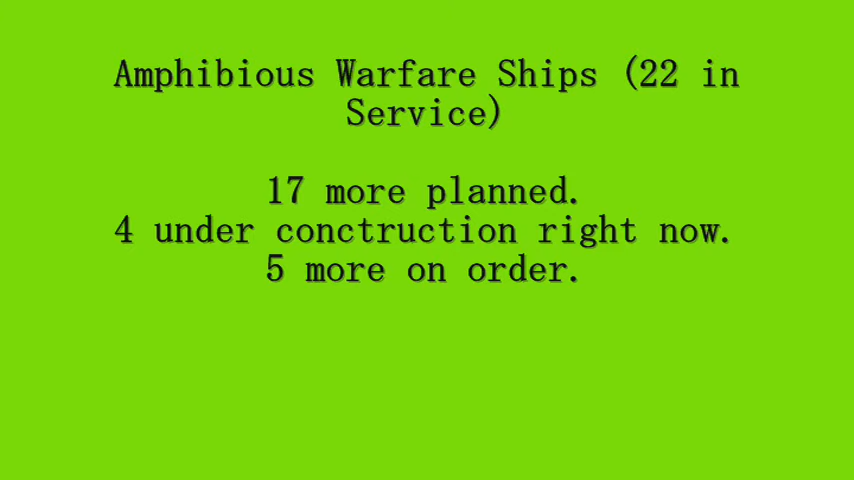 Amphibious Warfare Ships (22 in
Service)
17 more planned.
4 under conctruction right now.
5 more on order.